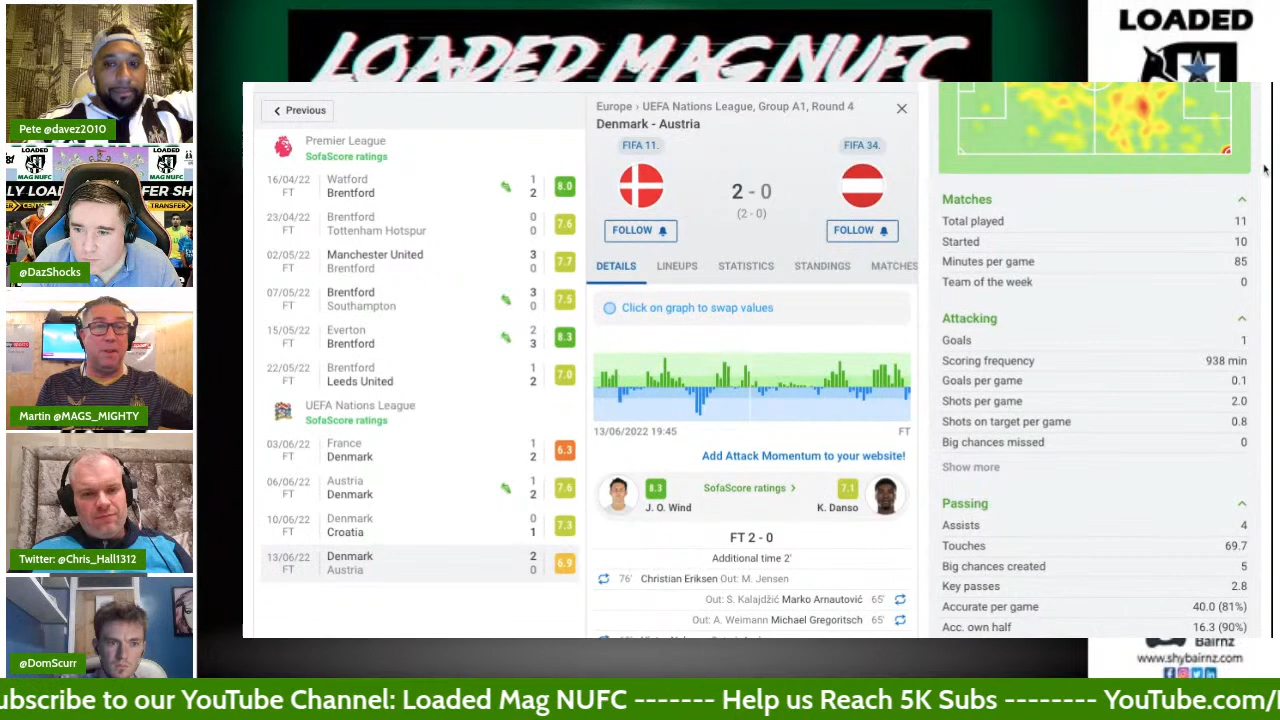 LOADED MAG NUFC
LOADED
Pete @davez2010
MAG NUFC
LY LOA
CENT
TRANSFER
ER SH
@DazShocks
Martin @MAGS_MIGHTY
Twitter: @Chris_Hall1312
@DomScurr
Previous
Premier League
SofaScore ratings
16/04/22 Watford 1 8.0
FT Brentford 2
23/04/22 Brentford 0 7.6
FT Tottenham Hotspur 0
02/05/22 Manchester United 3 7.7
FT Brentford 0
07/05/22 Brentford 3 7.5
FT Southampton 0
15/05/22 Everton 2 8.3
FT Brentford 3
22/05/22 Brentford 1 7.0
FT Leeds United 2
UEFA Nations League
SofaScore ratings
03/06/22 France 1 6.3
FT Denmark 2
06/06/22 Austria 1 7.6
FT Denmark 2
10/06/22 Denmark 0 7.3
FT Croatia 1
13/06/22 Denmark 2 6.9
FT Austria 0
Europe › UEFA Nations League, Group A1, Round 4
Denmark - Austria
FIFA 11. FIFA 34.
2 - 0
(2 - 0)
FOLLOW FOLLOW
DETAILS LINEUPS STATISTICS STANDINGS MATCHES
Click on graph to swap values
13/06/2022 19:45 FT
Add Attack Momentum to your website!
8.3 SofaScore ratings 7.1
J. O. Wind K. Danso
FT 2 - 0
Additional time 2'
76' Christian Eriksen Out: M. Jensen
Out: S. Kalajdžić Marko Arnautović 65'
Out: A. Weimann Michael Gregoritsch 65'
Matches
Total played 11
Started 10
Minutes per game 85
Team of the week 0
Attacking
Goals 1
Scoring frequency 938 min
Goals per game 0.1
Shots per game 2.0
Shots on target per game 0.8
Big chances missed 0
Show more
Passing
Assists 4
Touches 69.7
Big chances created 5
Key passes 2.8
Accurate per game 40.0 (81%)
Acc. own half 16.3 (90%)
Bairnz
www.shybairnz.com
ubscribe to our YouTube Channel: Loaded Mag NUFC ------- Help us Reach 5K Subs -------- YouTube.com/